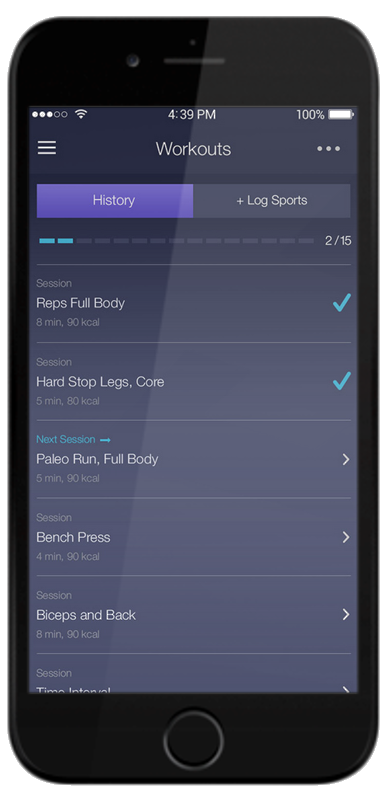 4:39 PM
100%
Workouts
History
+ Log Sports
2/15
Session
Reps Full Body
8 min, 90 kcal
Session
Hard Stop Legs, Core
5 min, 80 kcal
Next Session
Paleo Run, Full Body
5 min, 90 kcal
Session
Bench Press
4 min, 90 kcal
Session
Biceps and Back
8 min, 90 kcal
Session
Time Interval